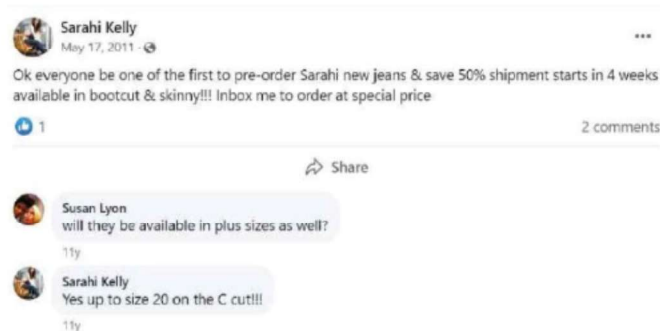 Sarahi Kelly
May 17, 2011 ·
Ok everyone be one of the first to pre-order Sarahi new jeans & save 50% shipment starts in 4 weeks
available in bootcut & skinny!!! Inbox me to order at special price
1
2 comments
Share
Susan Lyon
will they be available in plus sizes as well?
11y
Sarahi Kelly
Yes up to size 20 on the C cut!!!
11y